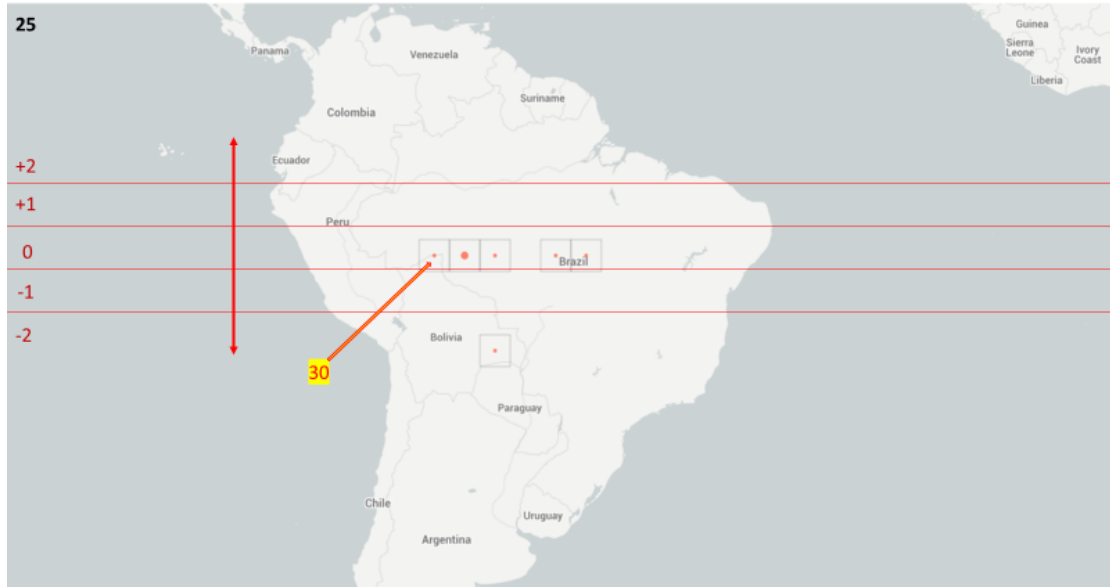 25
Guinea
Sierra
Leone
Ivory
Coast
Liberia
Panama
Venezuela
Suriname
Colombia
Ecuador
+2
+1
Peru
0
Brazil
-1
-2
Bolivia
30
Paraguay
Chile
Uruguay
Argentina